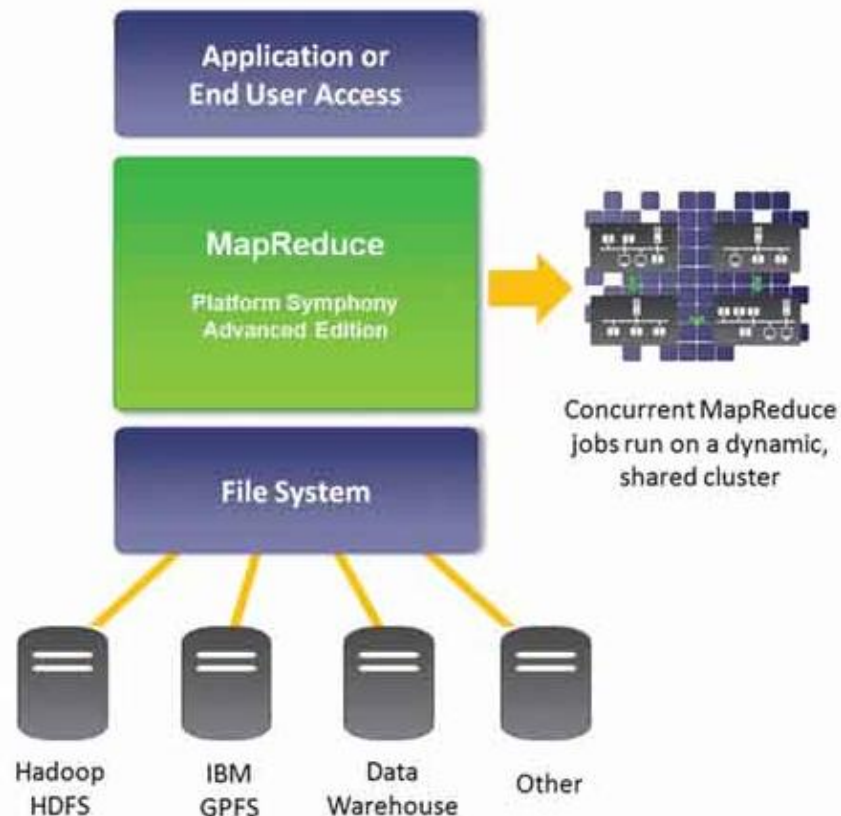 Application or
End User Access
MapReduce
Platform Symphony
Advanced Edition
Concurrent MapReduce
jobs run on a dynamic,
shared cluster
File System
Hadoop
HDFS
IBM
GPFS
Data
Warehouse
Other